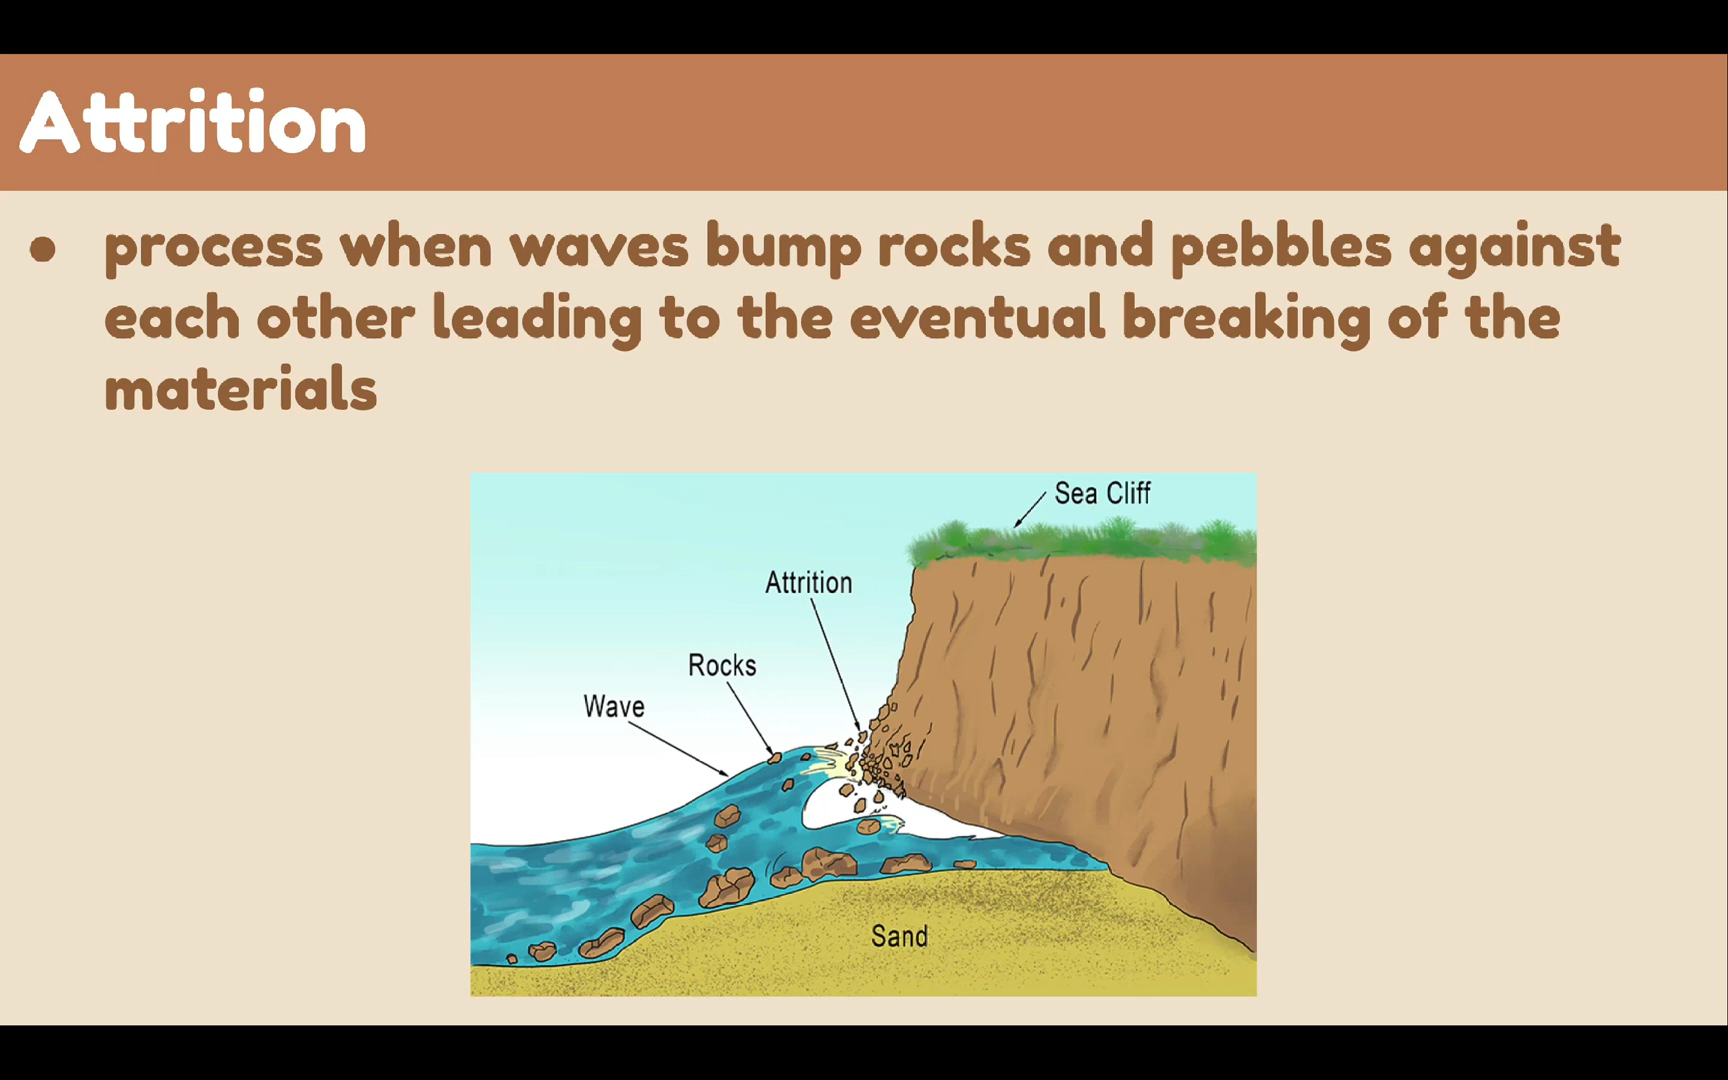 Attrition
● process when waves bump rocks and pebbles against
each other leading to the eventual breaking of the
materials
Sea Cliff
Attrition
Rocks
Wave
Sand